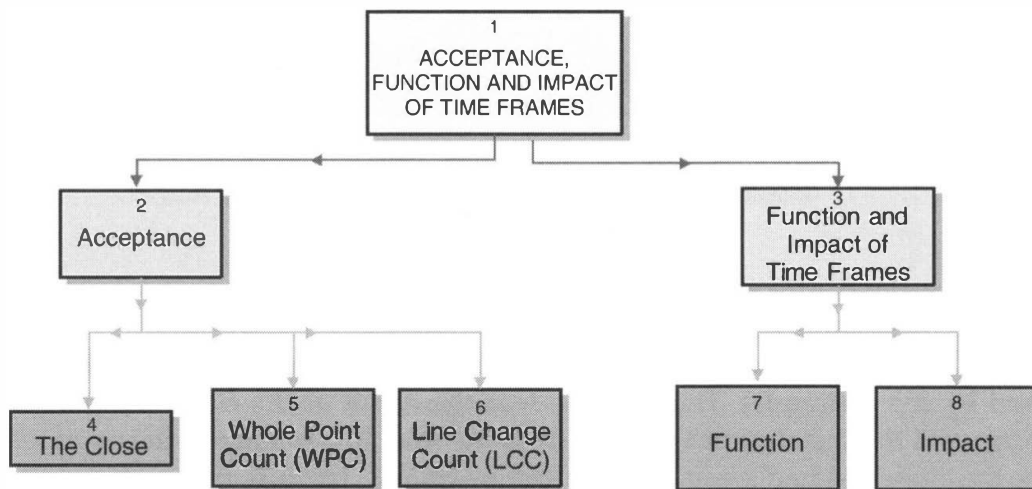 1
ACCEPTANCE,
FUNCTION AND IMPACT
OF TIME FRAMES
2
Acceptance
3
Function and
Impact of
Time Frames
4
The Close
5
Whole Point
Count (WPC)
6
Line Change
Count (LCC)
7
Function
8
Impact